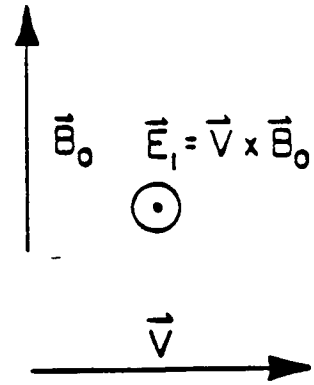 B⃗₀ E⃗₁ = V⃗ x B⃗₀
V⃗